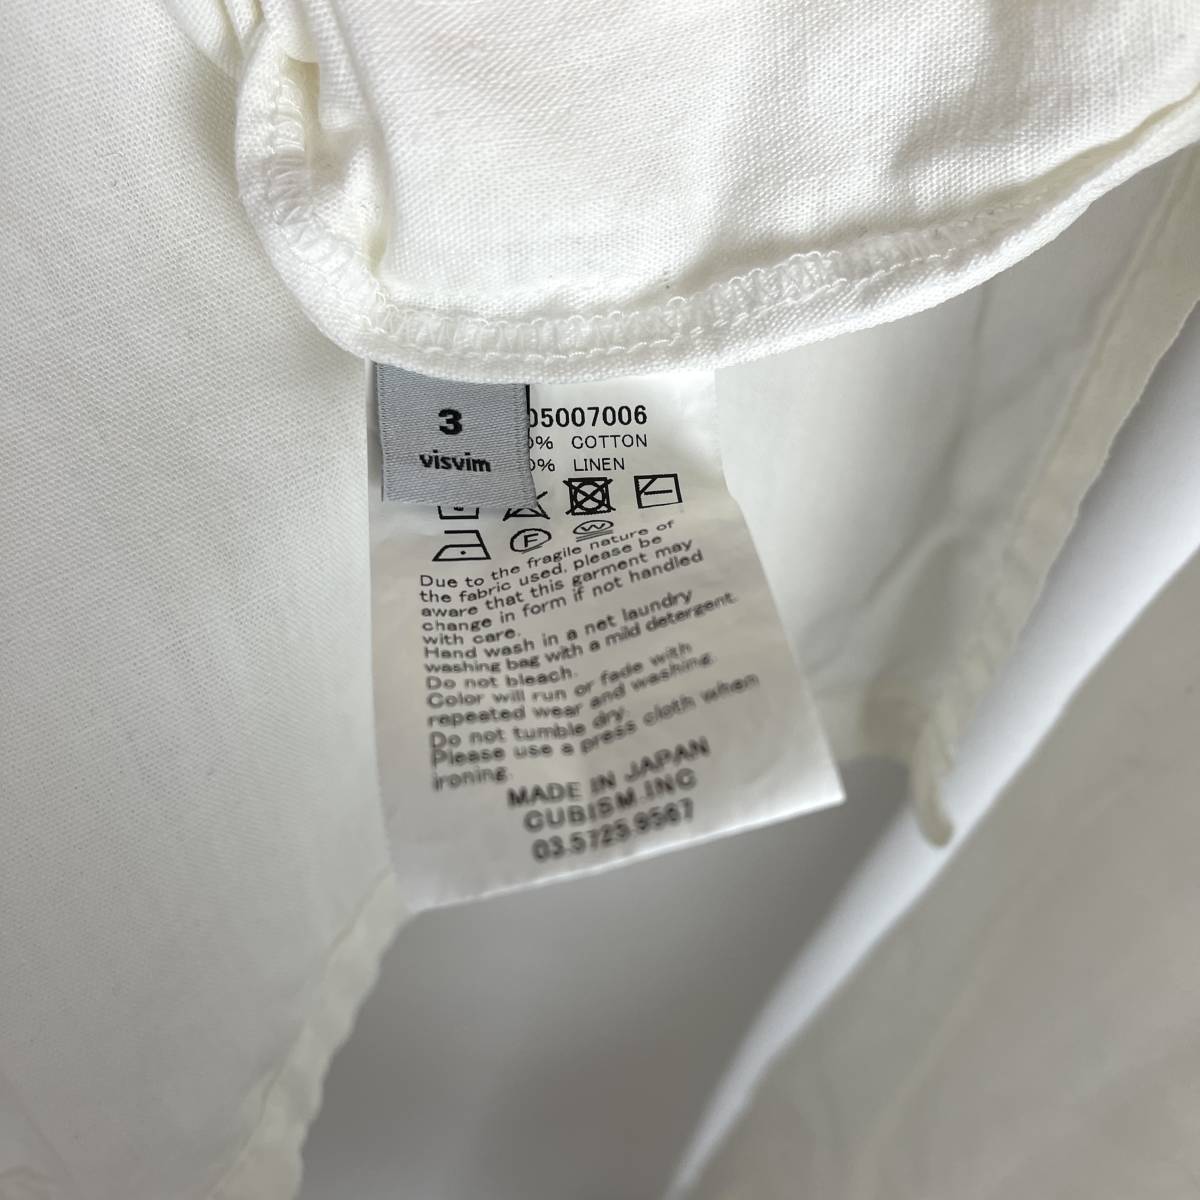 3
visvim
05007006
0% COTTON
0% LINEN
F
W
Due to the fragile nature of
the fabric used, please be
aware that this garment may
change in form if not handled
with care.
Hand wash in a net laundry
washing bag with a mild detergent.
Do not bleach.
Color will run or fade with
repeated wear and washing.
Do not tumble dry.
Please use a press cloth when
ironing.
MADE IN JAPAN
CUBISM.INC
03.5725.9567